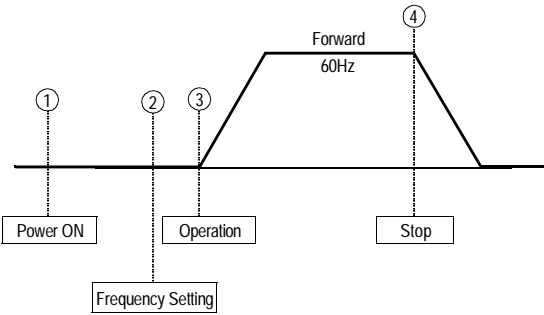 ④
Forward
60Hz
① ② ③
Power ON
Operation
Stop
Frequency Setting